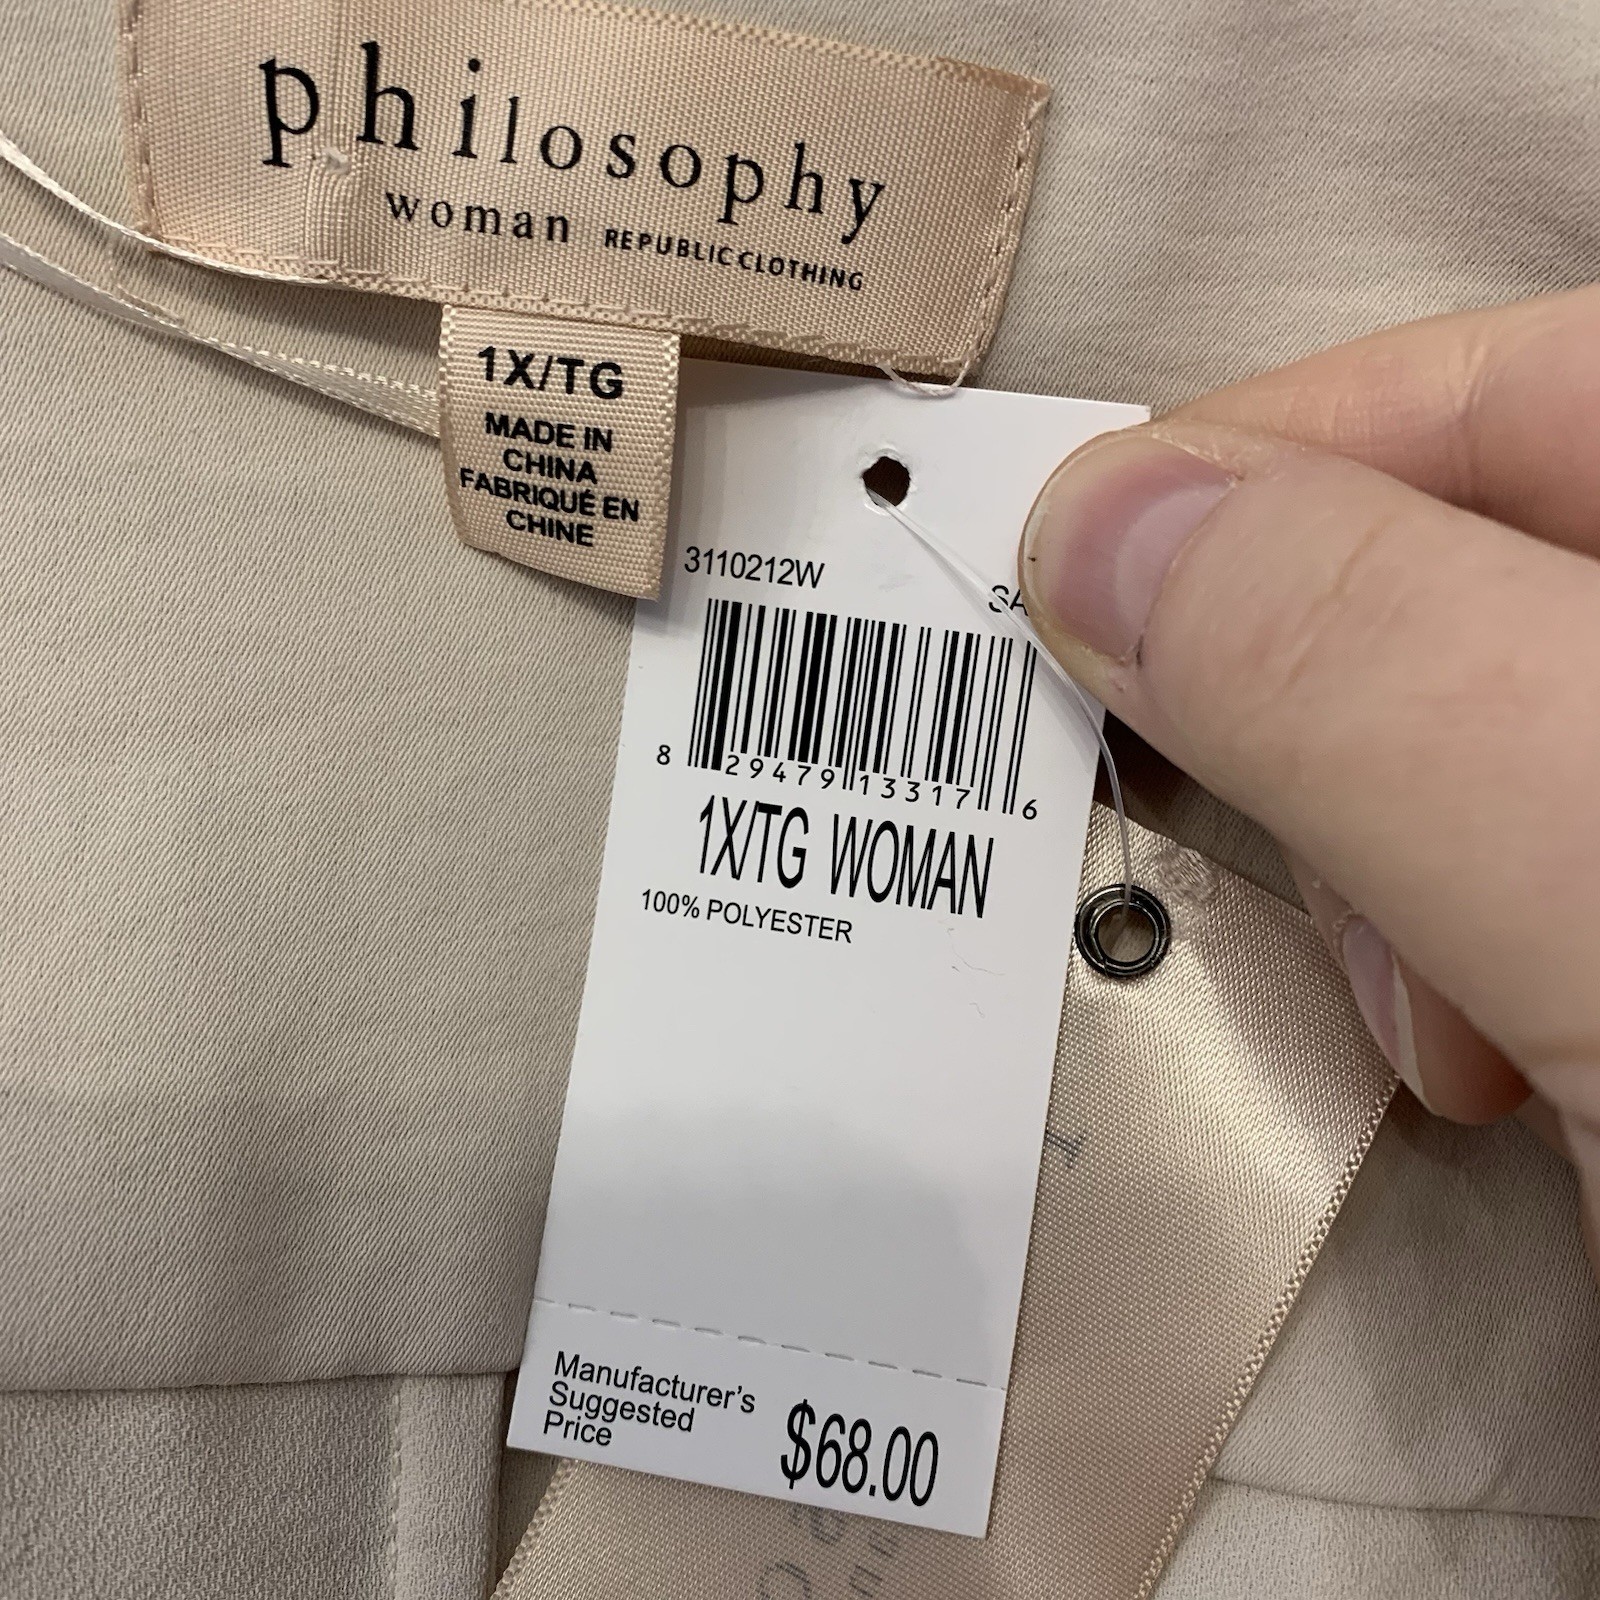 philosophy
woman REPUBLIC CLOTHING
1X/TG
MADE IN
CHINA
FABRIQUÉ EN
CHINE
3110212W
8 29479 13317 6
1X/TG WOMAN
100% POLYESTER
Manufacturer's
Suggested
Price
$68.00